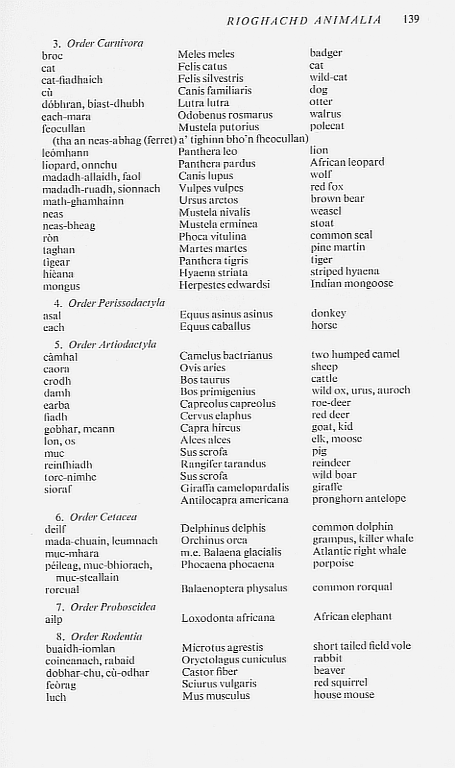 RIOGHACHD ANIMALIA 139
3. Order Carnivora
broc Meles meles badger
cat Felis catus cat
cat-fiadhaich Felis silvestris wild-cat
cù Canis familiaris dog
dóbhran, biast-dhubh Lutra lutra otter
each-mara Odobenus rosmarus walrus
feocullan Mustela putorius polecat
(tha an neas-abhag (ferret) a' tighinn bho'n fheocullan)
leómhann Panthera leo lion
liopard, onnchu Panthera pardus African leopard
madadh-allaidh, faol Canis lupus wolf
madadh-ruadh, sionnach Vulpes vulpes red fox
math-ghamhainn Ursus arctos brown bear
neas Mustela nivalis weasel
neas-bheag Mustela erminea stoat
ròn Phoca vitulina common seal
taghan Martes martes pine martin
tigear Panthera tigris tiger
hièana Hyaena striata striped hyaena
mongus Herpestes edwardsi Indian mongoose
4. Order Perissodactyla
asal Equus asinus asinus donkey
each Equus caballus horse
5. Order Artiodactyla
càmhal Camelus bactrianus two humped camel
caora Ovis aries sheep
crodh Bos taurus cattle
damh Bos primigenius wild ox, urus, auroch
earba Capreolus capreolus roe-deer
fiadh Cervus elaphus red deer
gobhar, meann Capra hircus goat, kid
lon, os Alces alces elk, moose
muc Sus scrofa pig
reinfhiadh Rangifer tarandus reindeer
torc-nimhe Sus scrofa wild boar
sioraf Giraffa camelopardalis giraffe
Antilocapra americana pronghorn antelope
6. Order Cetacea
deilf Delphinus delphis common dolphin
mada-chuain, leumnach Orchinus orca grampus, killer whale
muc-mhara m.e. Balaena glacialis Atlantic right whale
péileag, muc-bhiorach, Phocaena phocaena porpoise
muc-steallain
rorcual Balaenoptera physalus common rorqual
7. Order Proboscidea
ailp Loxodonta africana African elephant
8. Order Rodentia
buaidh-iomlan Microtus agrestis short tailed field vole
coineanach, rabaid Oryctolagus cuniculus rabbit
dobhar-chu, cù-odhar Castor fiber beaver
feòrag Sciurus vulgaris red squirrel
luch Mus musculus house mouse